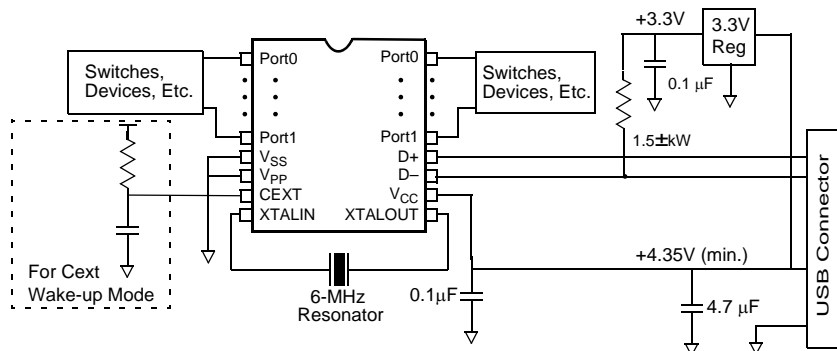 +3.3V
3.3V
Reg
0.1 µF
1.5±kW
Switches,
Devices, Etc.
Port0
Port1
VSS
VPP
CEXT
XTALIN
Port0
Port1
D+
D–
VCC
XTALOUT
Switches,
Devices, Etc.
For Cext
Wake-up Mode
6-MHz
Resonator
0.1µF
+4.35V (min.)
4.7 µF
USB Connector